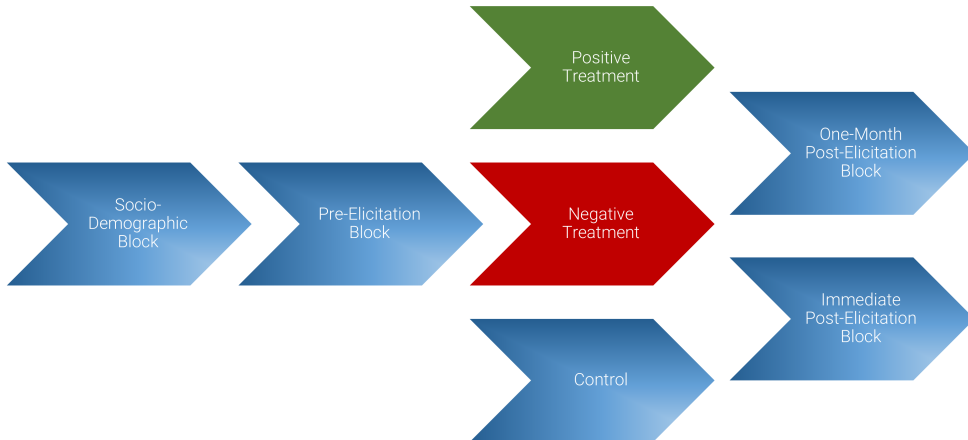 Socio-
Demographic
Block
Pre-Elicitation
Block
Positive
Treatment
Negative
Treatment
Control
One-Month
Post-Elicitation
Block
Immediate
Post-Elicitation
Block